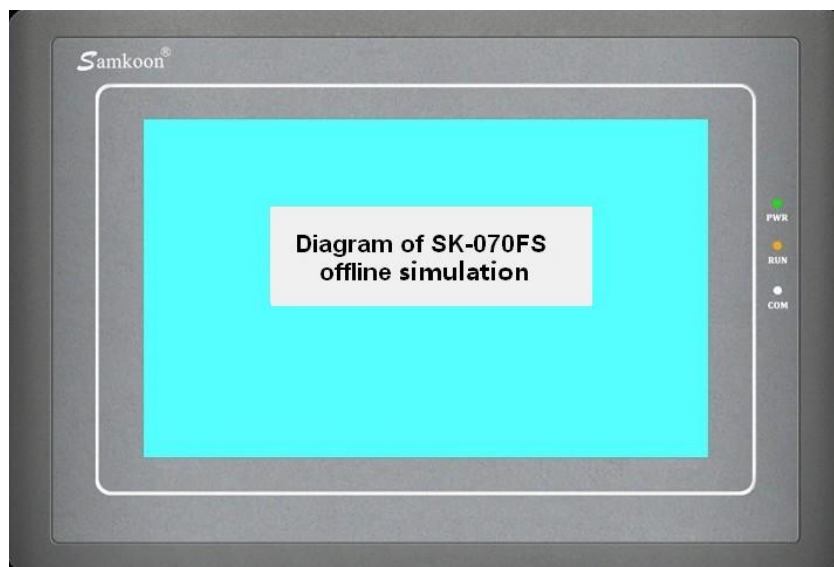 Samkoon®
Diagram of SK-070FS
offline simulation
PWR
RUN
COM